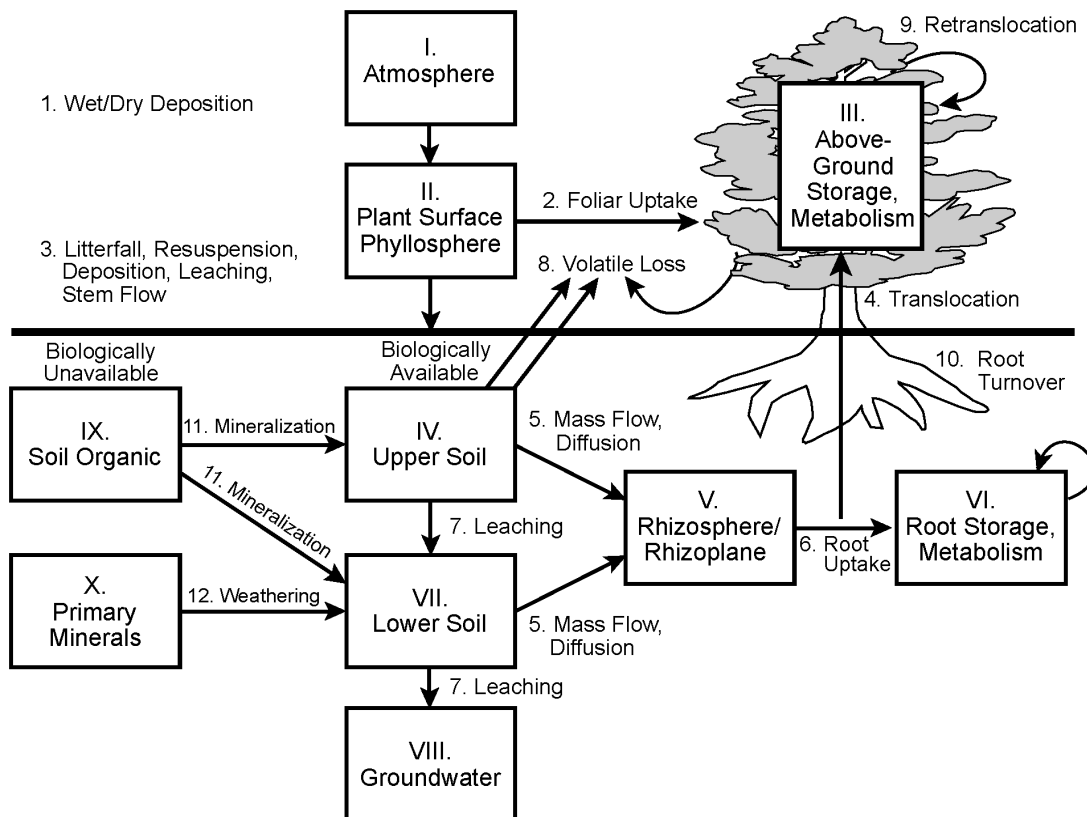 I.
Atmosphere
1. Wet/Dry Deposition
II.
Plant Surface
Phyllosphere
2. Foliar Uptake
9. Retranslocation
III.
Above-
Ground
Storage,
Metabolism
3. Litterfall, Resuspension,
Deposition, Leaching,
Stem Flow
8. Volatile Loss
4. Translocation
Biologically
Unavailable
Biologically
Available
10. Root
Turnover
IX.
Soil Organic
11. Mineralization
IV.
Upper Soil
5. Mass Flow,
Diffusion
11. Mineralization
7. Leaching
V.
Rhizosphere/
Rhizoplane
6. Root
Uptake
VI.
Root Storage,
Metabolism
X.
Primary
Minerals
12. Weathering
VII.
Lower Soil
5. Mass Flow,
Diffusion
7. Leaching
VIII.
Groundwater